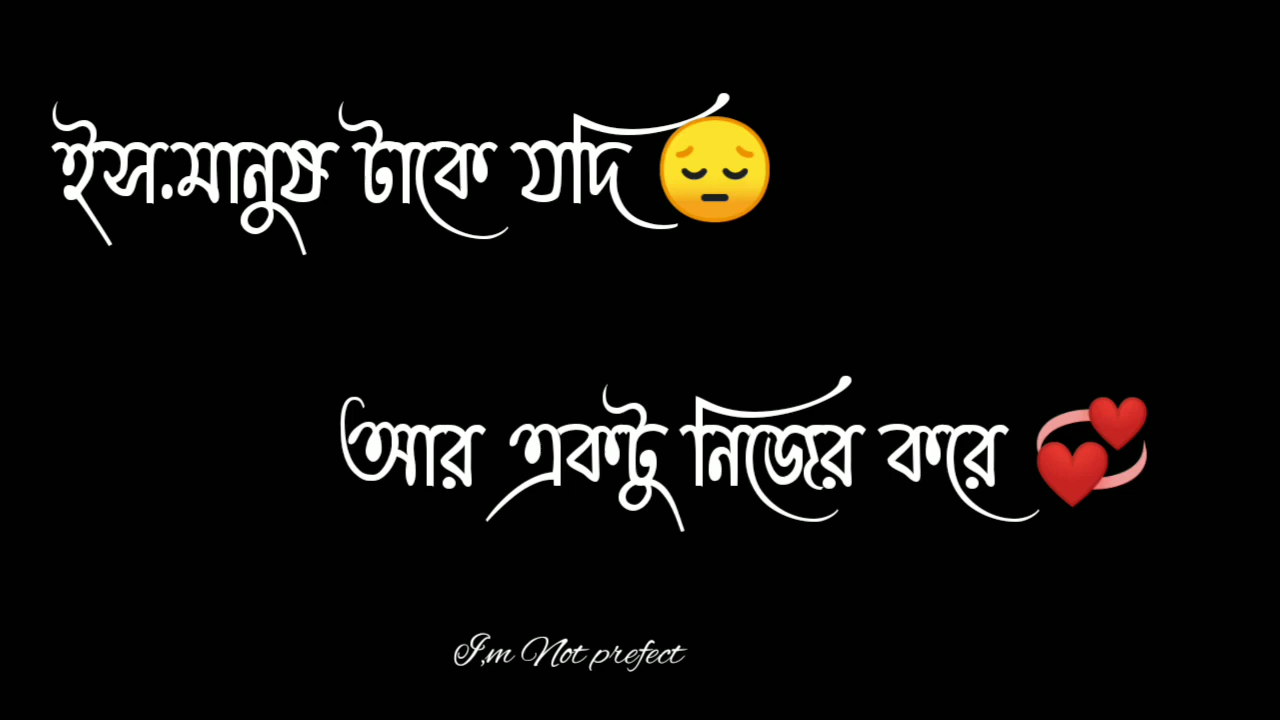 ইস.মানুষ টাকে যদি 😔
আর একটু নিজের করে 💞
I,m Not prefect